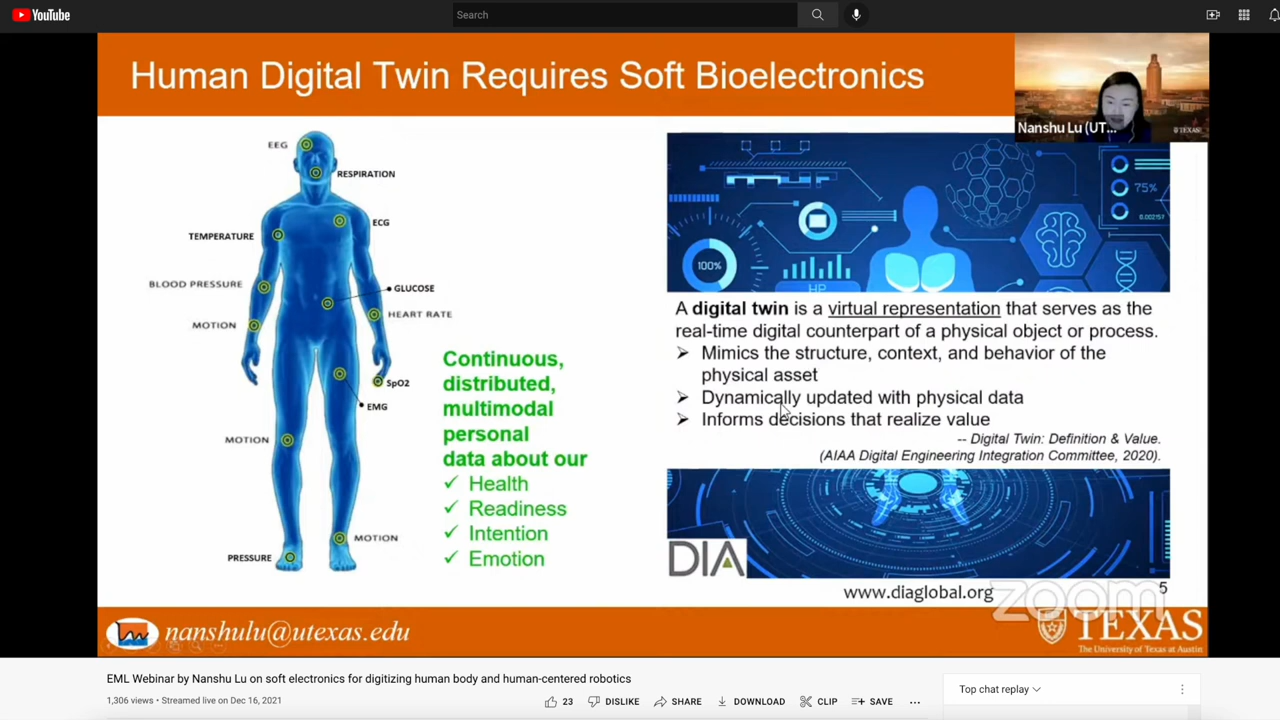 YouTube
Search
Human Digital Twin Requires Soft Bioelectronics
Nanshu Lu (UT...
TEXAS
EEG
RESPIRATION
ECG
TEMPERATURE
BLOOD PRESSURE
GLUCOSE
HEART RATE
MOTION
SpO2
EMG
MOTION
MOTION
PRESSURE
Continuous,
distributed,
multimodal
personal
data about our
✓ Health
✓ Readiness
✓ Intention
✓ Emotion
100%
HP
75%
0.002157
A digital twin is a virtual representation that serves as the
real-time digital counterpart of a physical object or process.
➢ Mimics the structure, context, and behavior of the
physical asset
➢ Dynamically updated with physical data
➢ Informs decisions that realize value
-- Digital Twin: Definition & Value.
(AIAA Digital Engineering Integration Committee, 2020).
DIA
www.diaglobal.org
zoom
5
nanshulu@utexas.edu
TEXAS
The University of Texas at Austin
EML Webinar by Nanshu Lu on soft electronics for digitizing human body and human-centered robotics
1,306 views • Streamed live on Dec 16, 2021
23
DISLIKE
SHARE
DOWNLOAD
CLIP
SAVE
...
Top chat replay